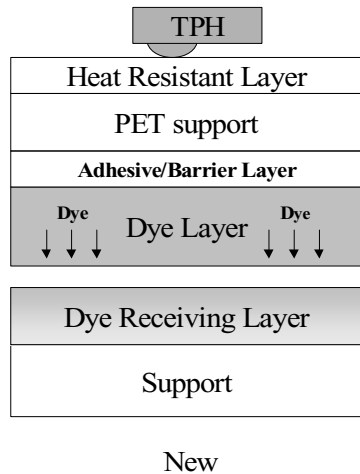 TPH
Heat Resistant Layer
PET support
Adhesive/Barrier Layer
Dye Dye
Dye Layer
Dye Receiving Layer
Support
New